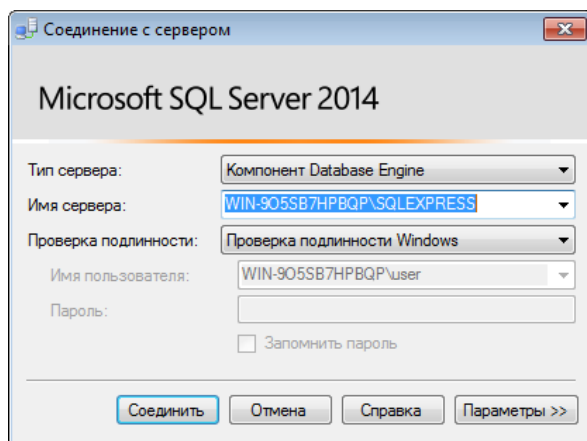 Соединение с сервером
Microsoft SQL Server 2014
Тип сервера: Компонент Database Engine
Имя сервера: WIN-9O5SB7HPBQP\SQLEXPRESS
Проверка подлинности: Проверка подлинности Windows
Имя пользователя: WIN-9O5SB7HPBQP\user
Пароль:
Запомнить пароль
Соединить Отмена Справка Параметры >>